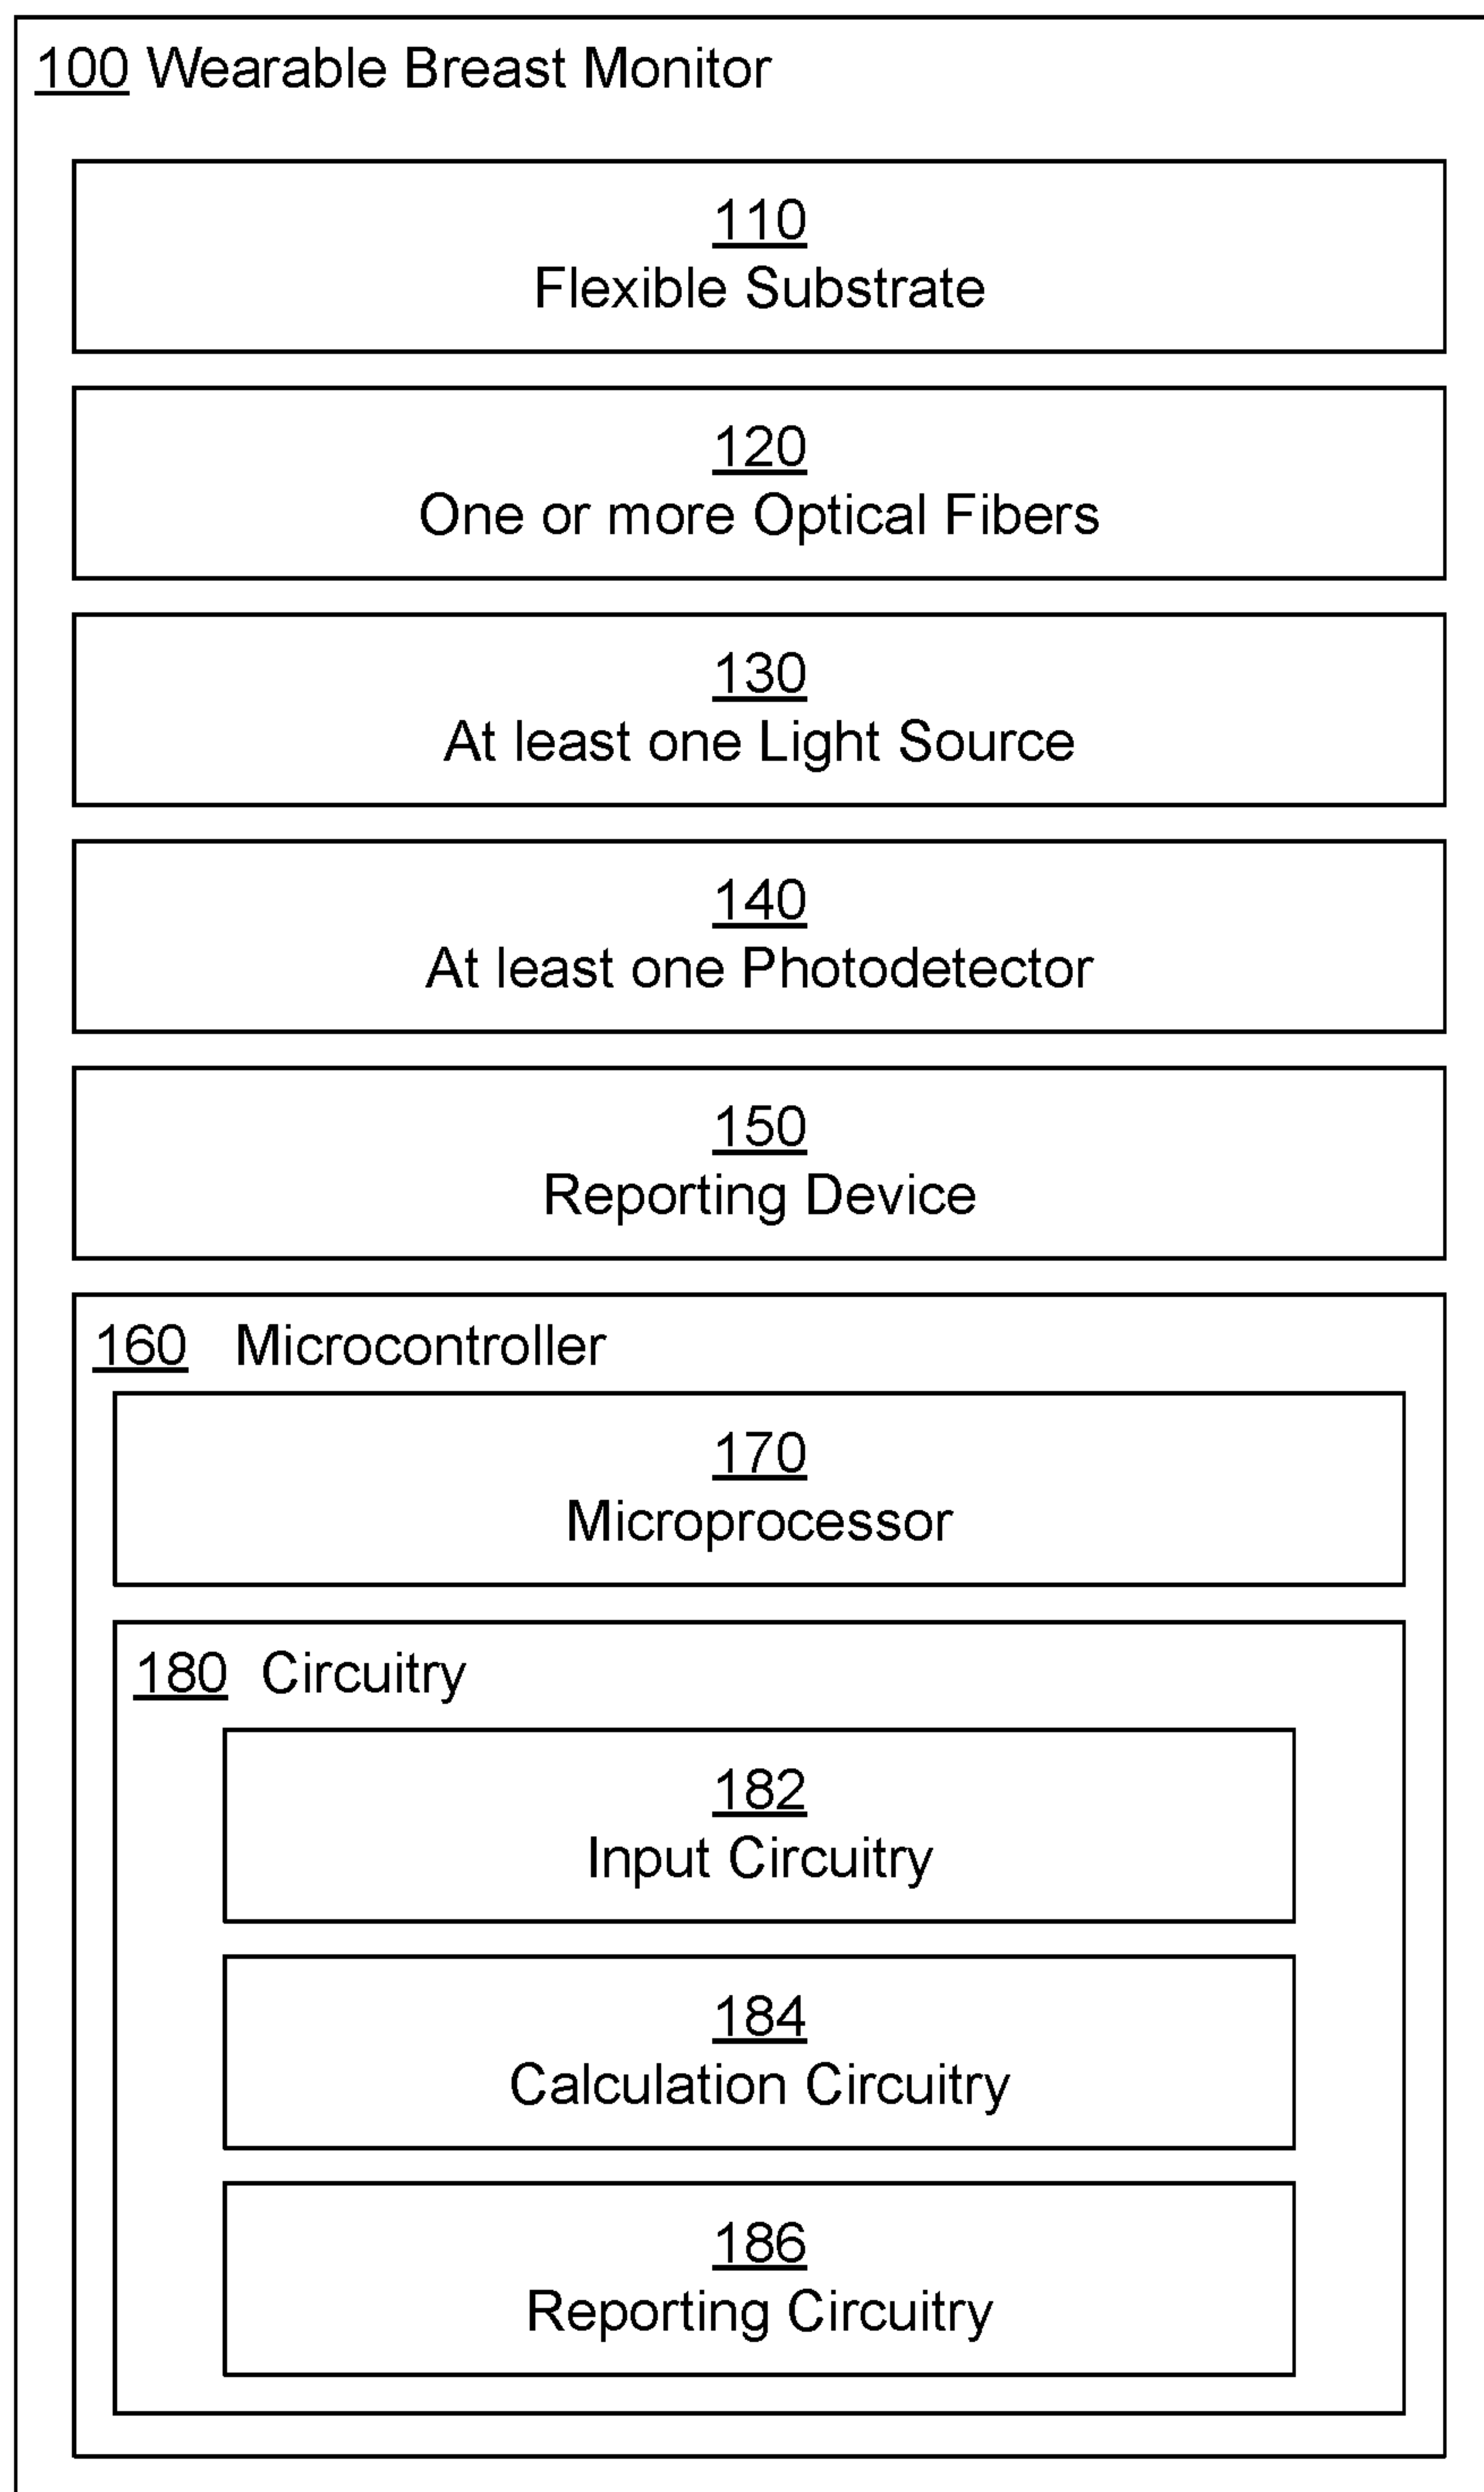 100 Wearable Breast Monitor
110
Flexible Substrate
120
One or more Optical Fibers
130
At least one Light Source
140
At least one Photodetector
150
Reporting Device
160 Microcontroller
170
Microprocessor
180 Circuitry
182
Input Circuitry
184
Calculation Circuitry
186
Reporting Circuitry